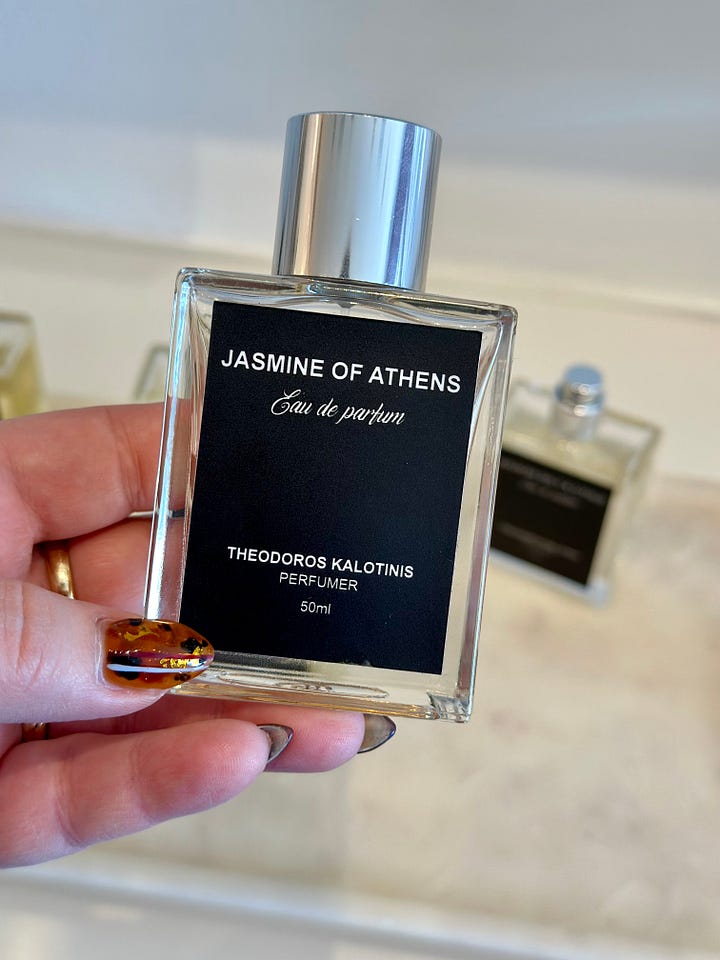 JASMINE OF ATHENS
Eau de parfum
THEODOROS KALOTINIS
PERFUMER
50ml